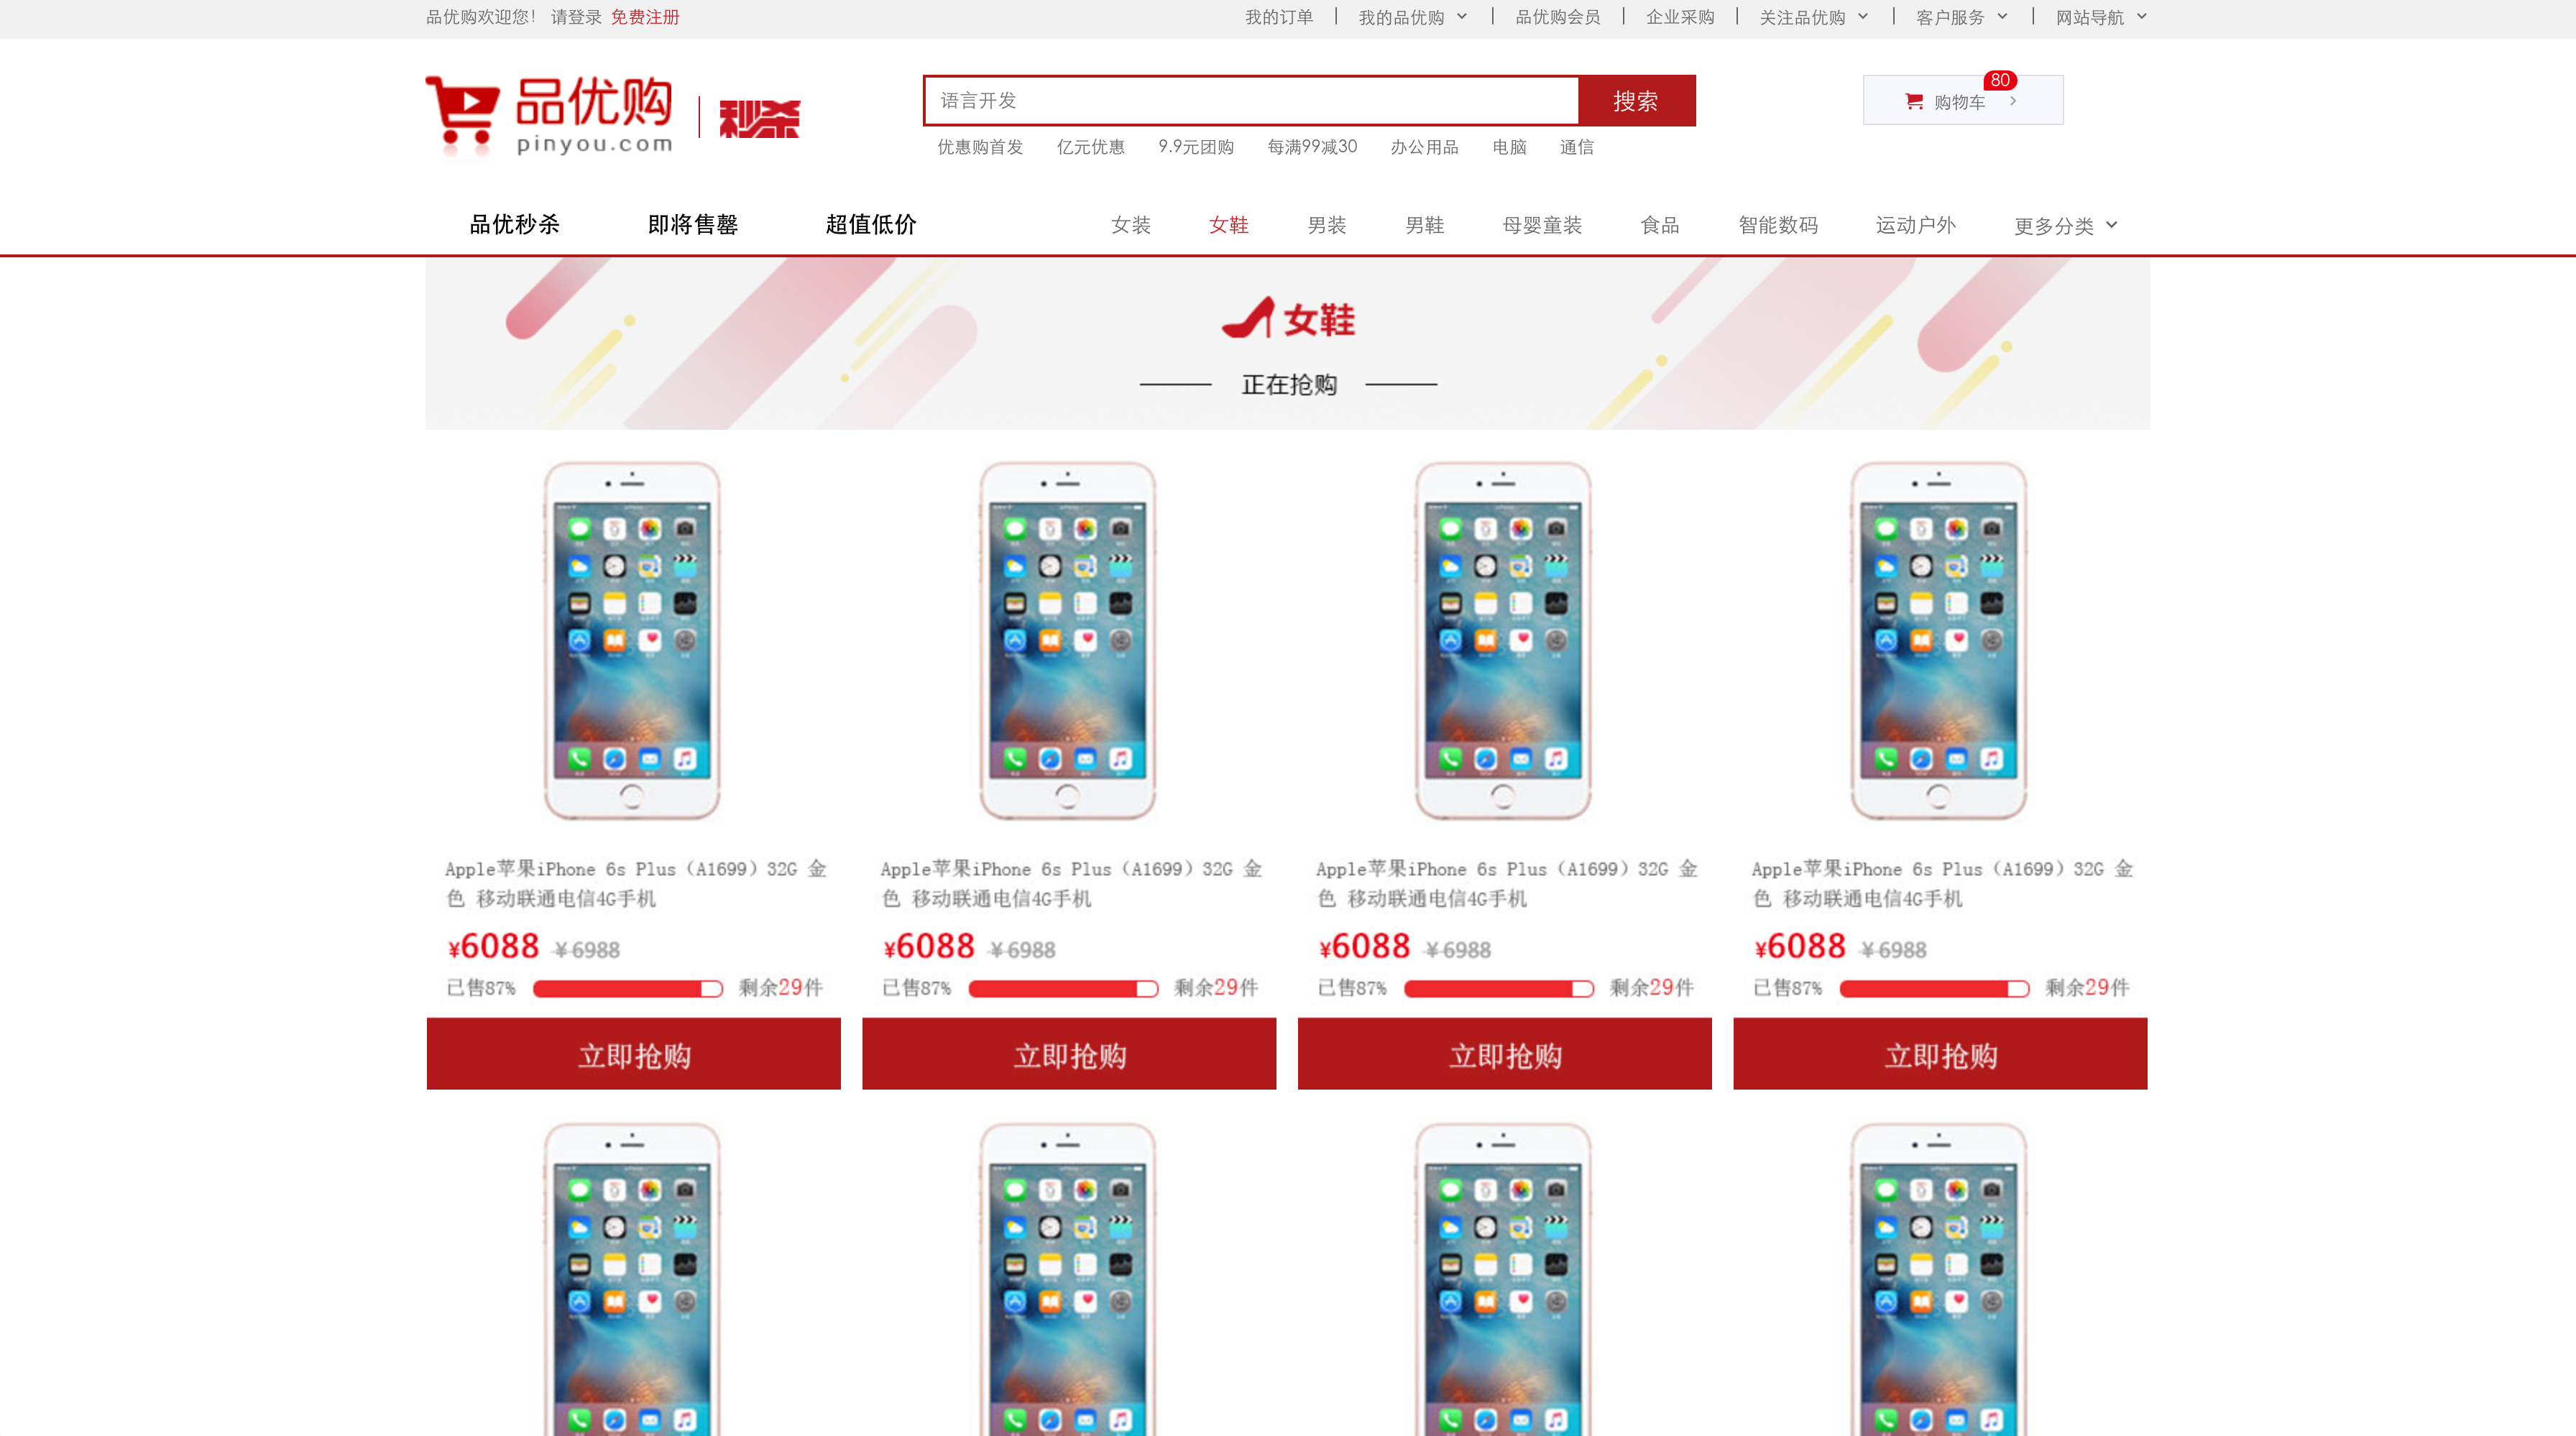 品优购欢迎您！ 请登录 免费注册
我的订单 我的品优购 品优购会员 企业采购 关注品优购 客户服务 网站导航
品优购
pinyou.com
秒杀
语言开发
搜索
80
购物车
优惠购首发 亿元优惠 9.9元团购 每满99减30 办公用品 电脑 通信
品优秒杀 即将售罄 超值低价 女装 女鞋 男装 男鞋 母婴童装 食品 智能数码 运动户外 更多分类
女鞋
正在抢购
Apple苹果iPhone 6s Plus（A1699）32G 金
色 移动联通电信4G手机
¥6088 ¥6988
已售87% 剩余29件
立即抢购
Apple苹果iPhone 6s Plus（A1699）32G 金
色 移动联通电信4G手机
¥6088 ¥6988
已售87% 剩余29件
立即抢购
Apple苹果iPhone 6s Plus（A1699）32G 金
色 移动联通电信4G手机
¥6088 ¥6988
已售87% 剩余29件
立即抢购
Apple苹果iPhone 6s Plus（A1699）32G 金
色 移动联通电信4G手机
¥6088 ¥6988
已售87% 剩余29件
立即抢购